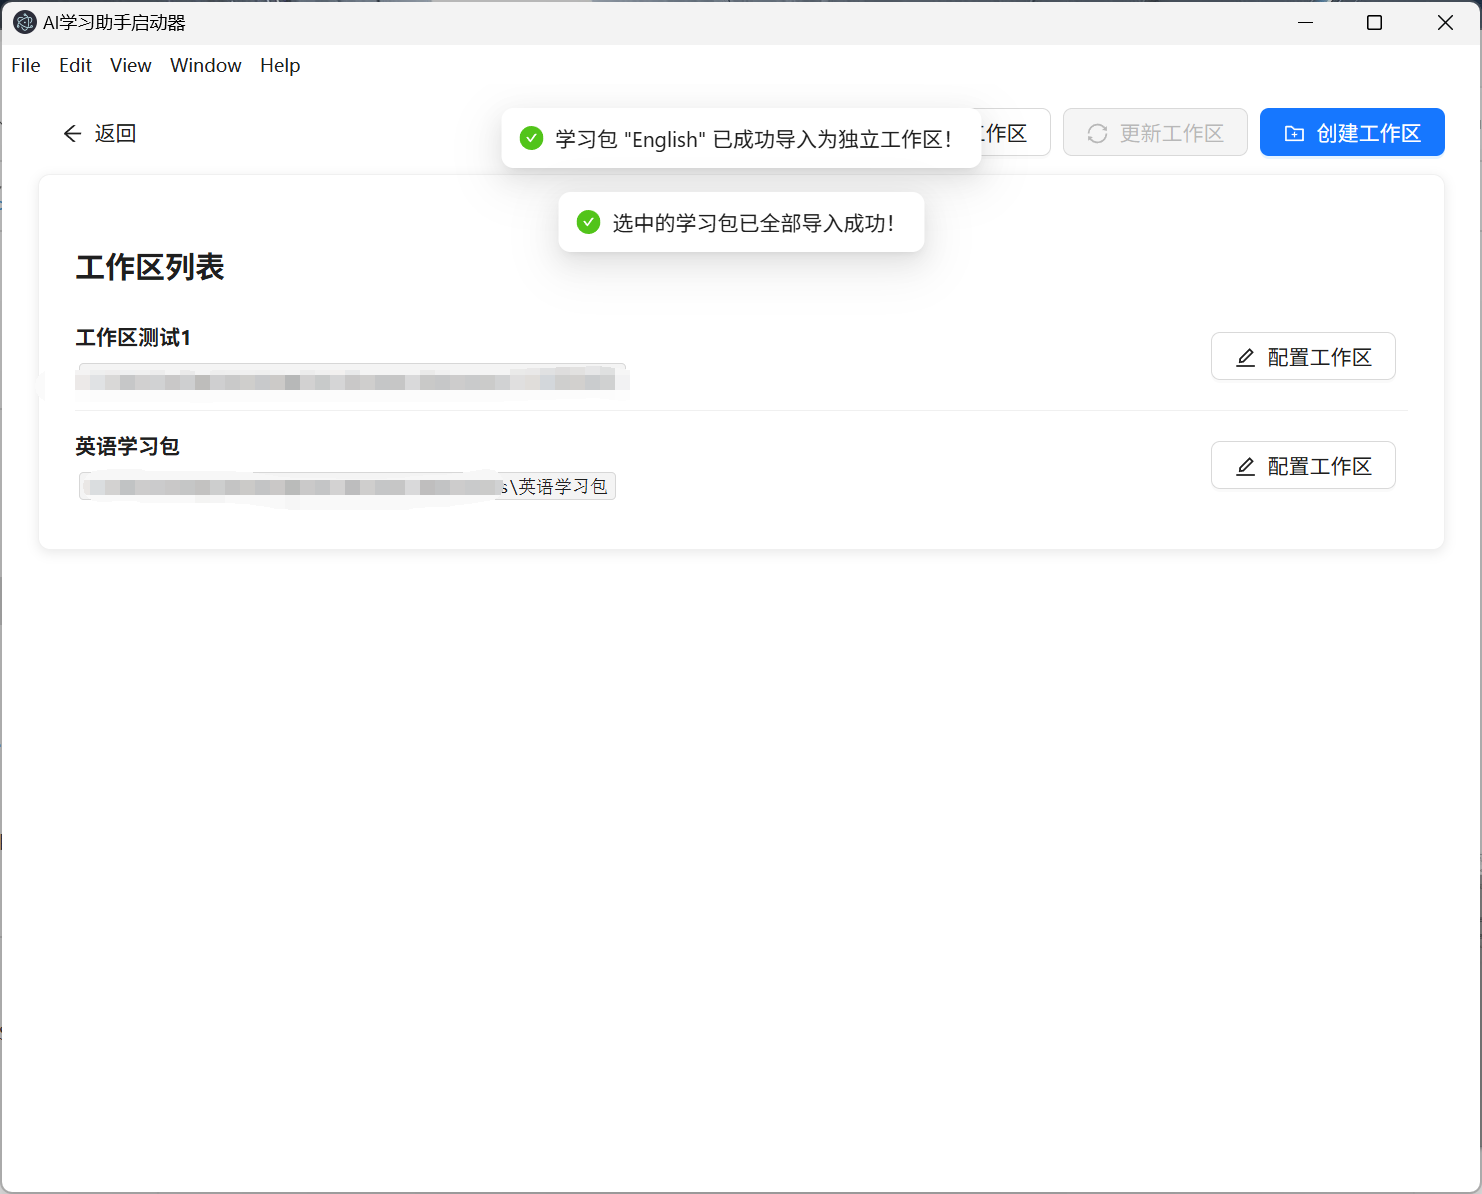 AI学习助手启动器
File Edit View Window Help
返回
学习包 "English" 已成功导入为独立工作区！
作区
更新工作区
创建工作区
选中的学习包已全部导入成功！
工作区列表
工作区测试1
配置工作区
英语学习包
s\英语学习包
配置工作区